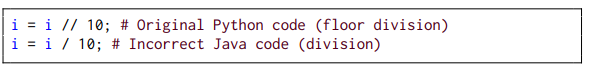 i = i // 10; # Original Python code (floor division)
i = i / 10; # Incorrect Java code (division)